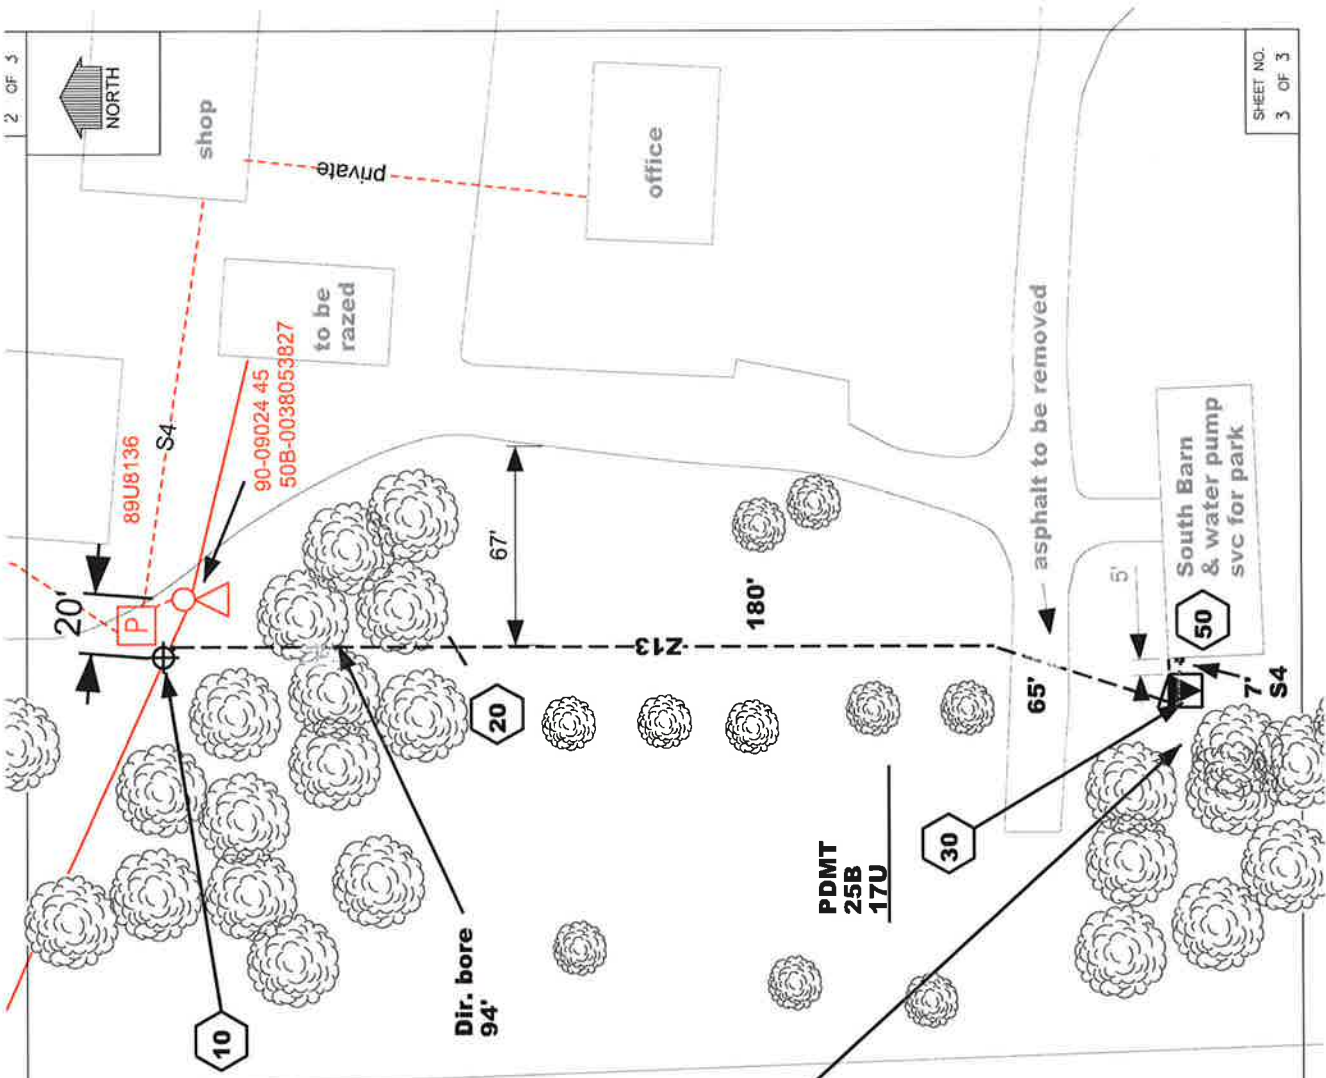 2 OF 3
NORTH
shop
private
office
SHEET NO.
3 OF 3
to be
razed
89U8136
S4
90-09024 45
50B-0038053827
20'
P
67'
180'
Z13
asphalt to be removed
5'
South Barn
& water pump
svc for park
50
65'
7'
S4
20
30
PDMT
25B
17U
Dir. bore
94'
10